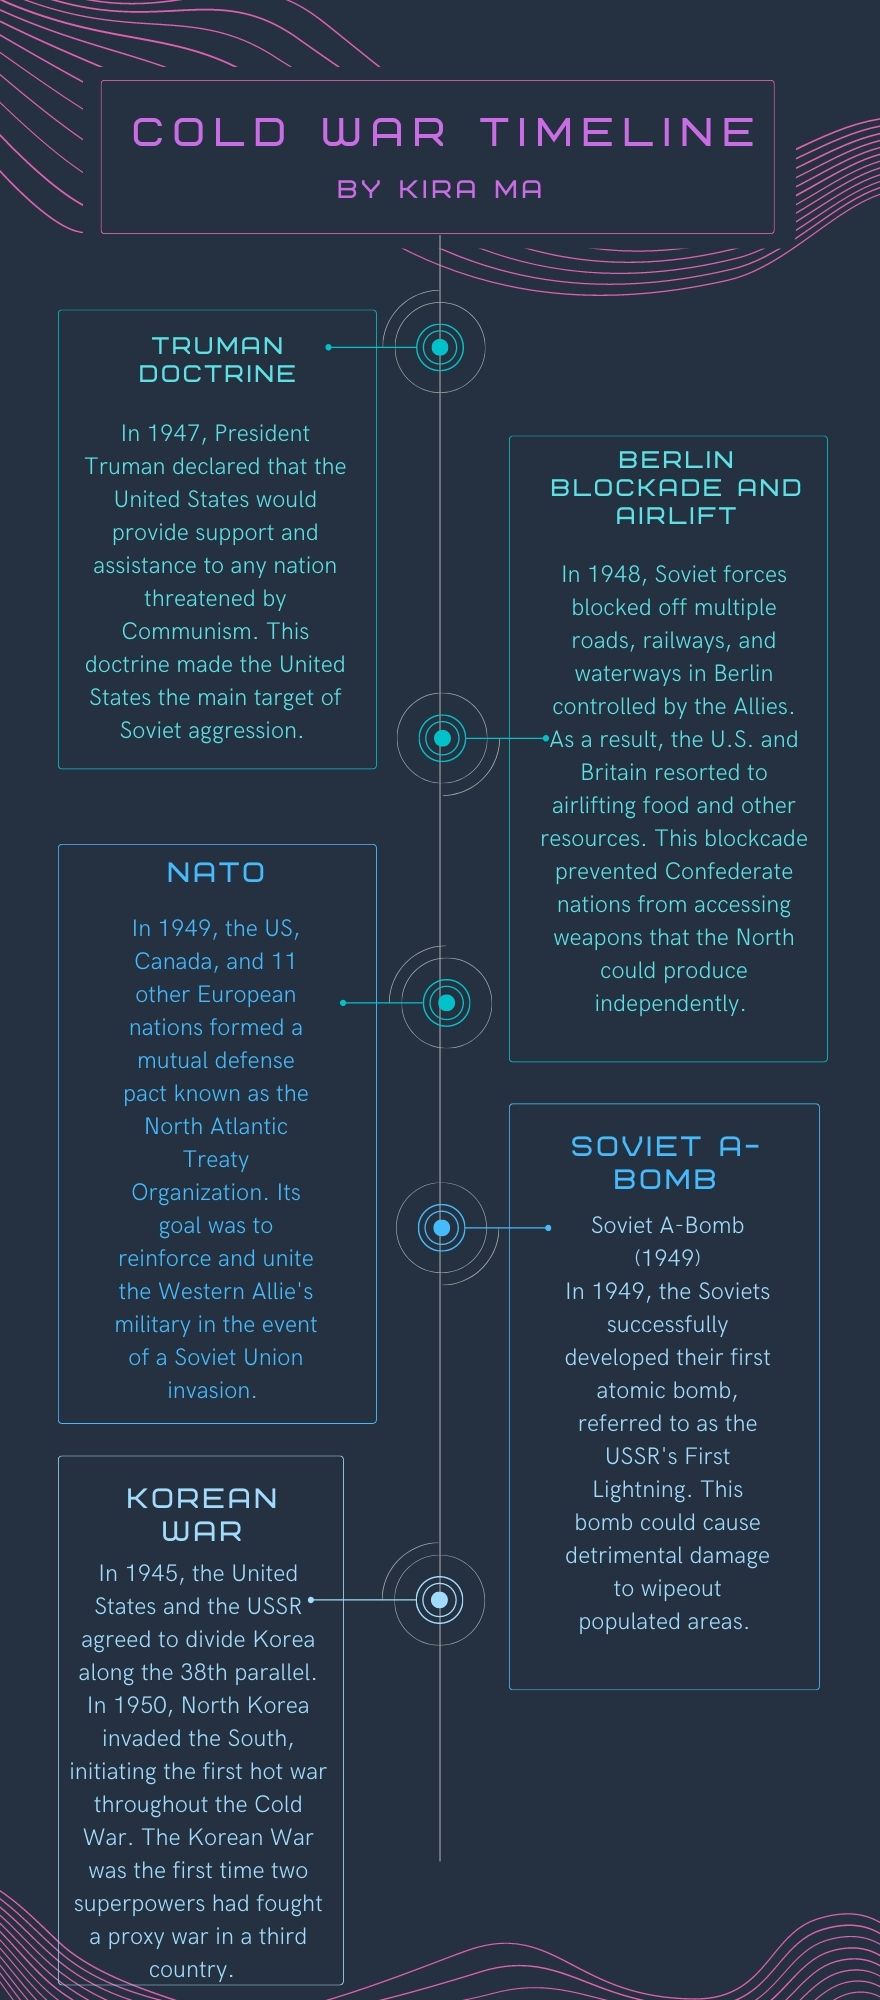 COLD WAR TIMELINE
BY KIRA MA
TRUMAN
DOCTRINE
In 1947, President
Truman declared that the
United States would
provide support and
assistance to any nation
threatened by
Communism. This
doctrine made the United
States the main target of
Soviet aggression.
BERLIN
BLOCKADE AND
AIRLIFT
In 1948, Soviet forces
blocked off multiple
roads, railways, and
waterways in Berlin
controlled by the Allies.
As a result, the U.S. and
Britain resorted to
airlifting food and other
resources. This blockcade
prevented Confederate
nations from accessing
weapons that the North
could produce
independently.
NATO
In 1949, the US,
Canada, and 11
other European
nations formed a
mutual defense
pact known as the
North Atlantic
Treaty
Organization. Its
goal was to
reinforce and unite
the Western Allie's
military in the event
of a Soviet Union
invasion.
SOVIET A-
BOMB
Soviet A-Bomb
(1949)
In 1949, the Soviets
successfully
developed their first
atomic bomb,
referred to as the
USSR's First
Lightning. This
bomb could cause
detrimental damage
to wipeout
populated areas.
KOREAN
WAR
In 1945, the United
States and the USSR
agreed to divide Korea
along the 38th parallel.
In 1950, North Korea
invaded the South,
initiating the first hot war
throughout the Cold
War. The Korean War
was the first time two
superpowers had fought
a proxy war in a third
country.